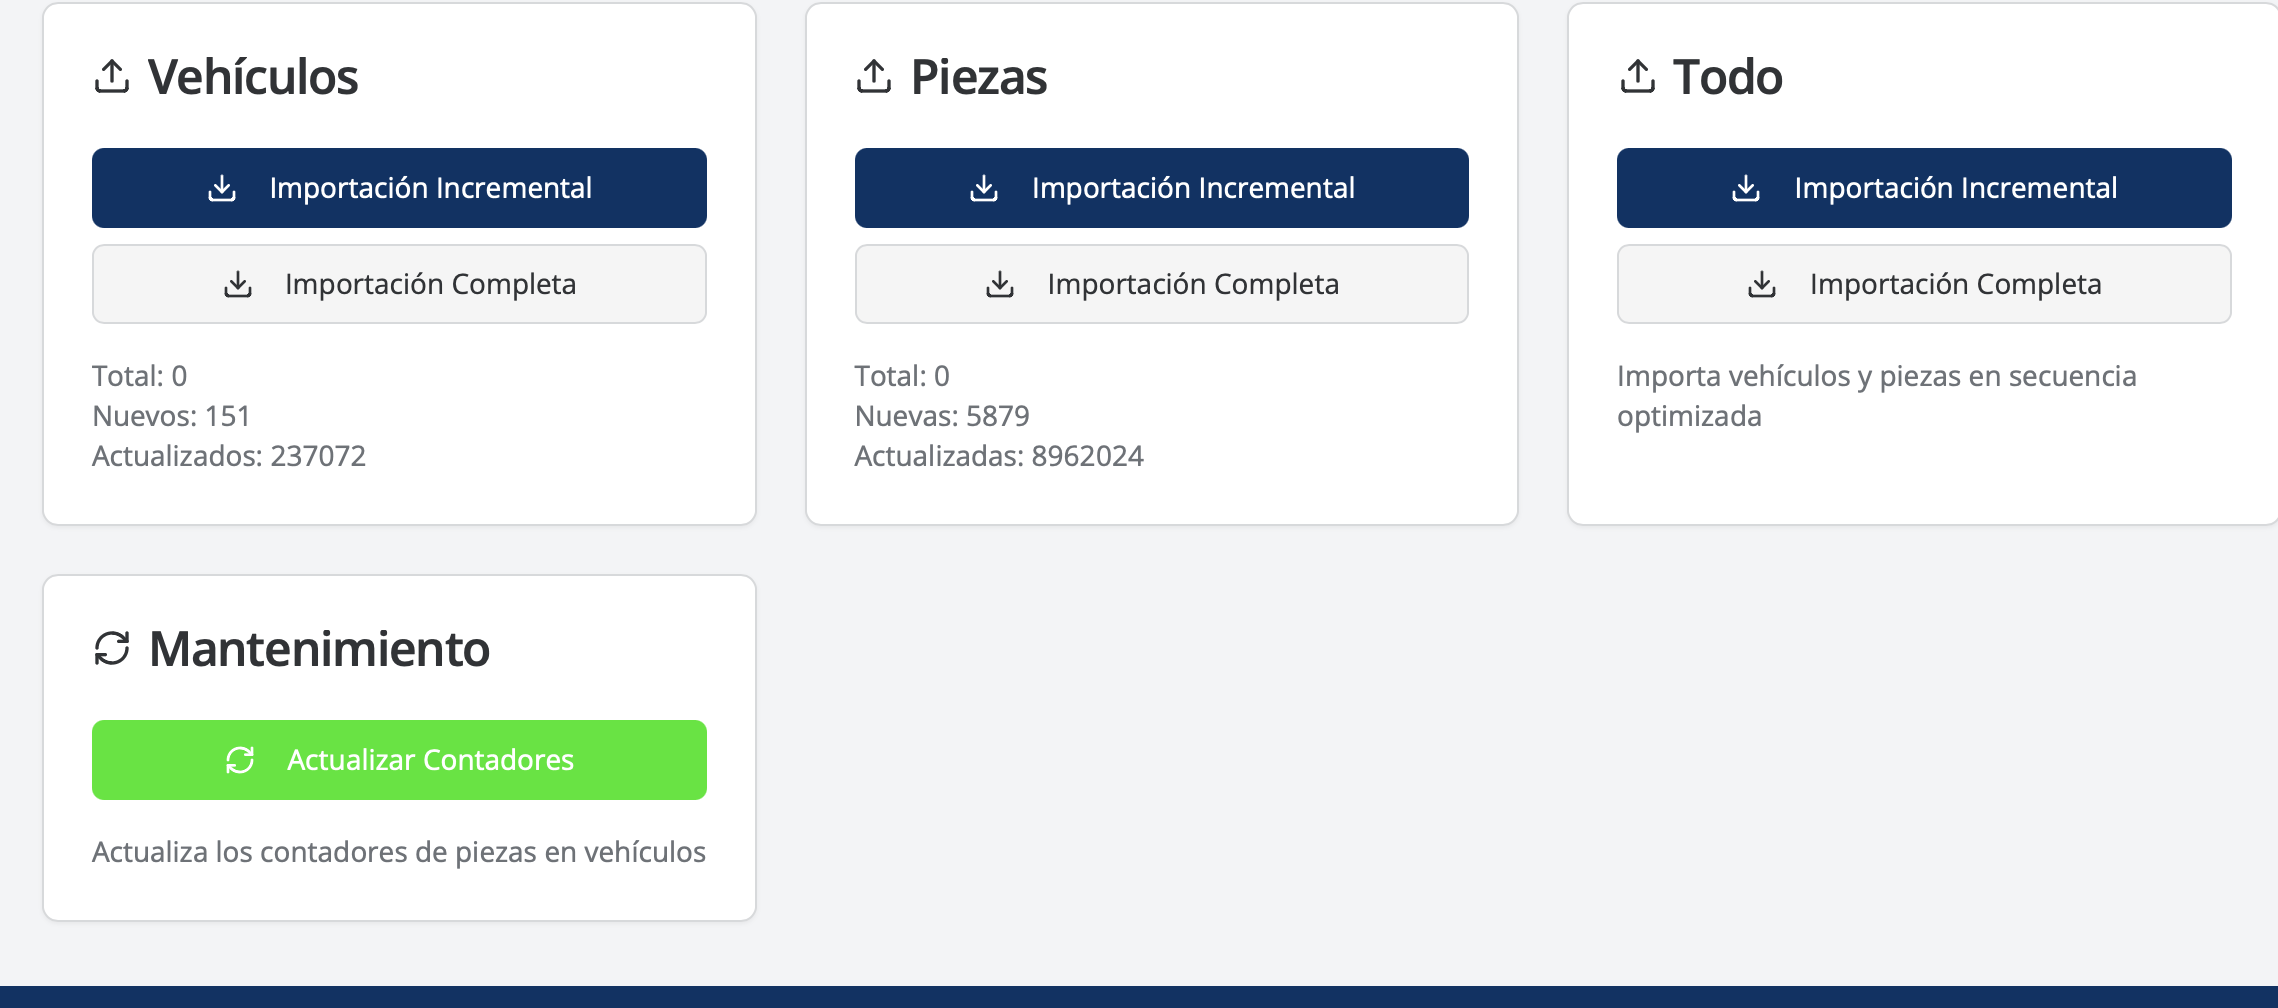 Vehículos
Importación Incremental
Importación Completa
Total: 0
Nuevos: 151
Actualizados: 237072
Piezas
Importación Incremental
Importación Completa
Total: 0
Nuevas: 5879
Actualizadas: 8962024
Todo
Importación Incremental
Importación Completa
Importa vehículos y piezas en secuencia
optimizada
Mantenimiento
Actualizar Contadores
Actualiza los contadores de piezas en vehículos